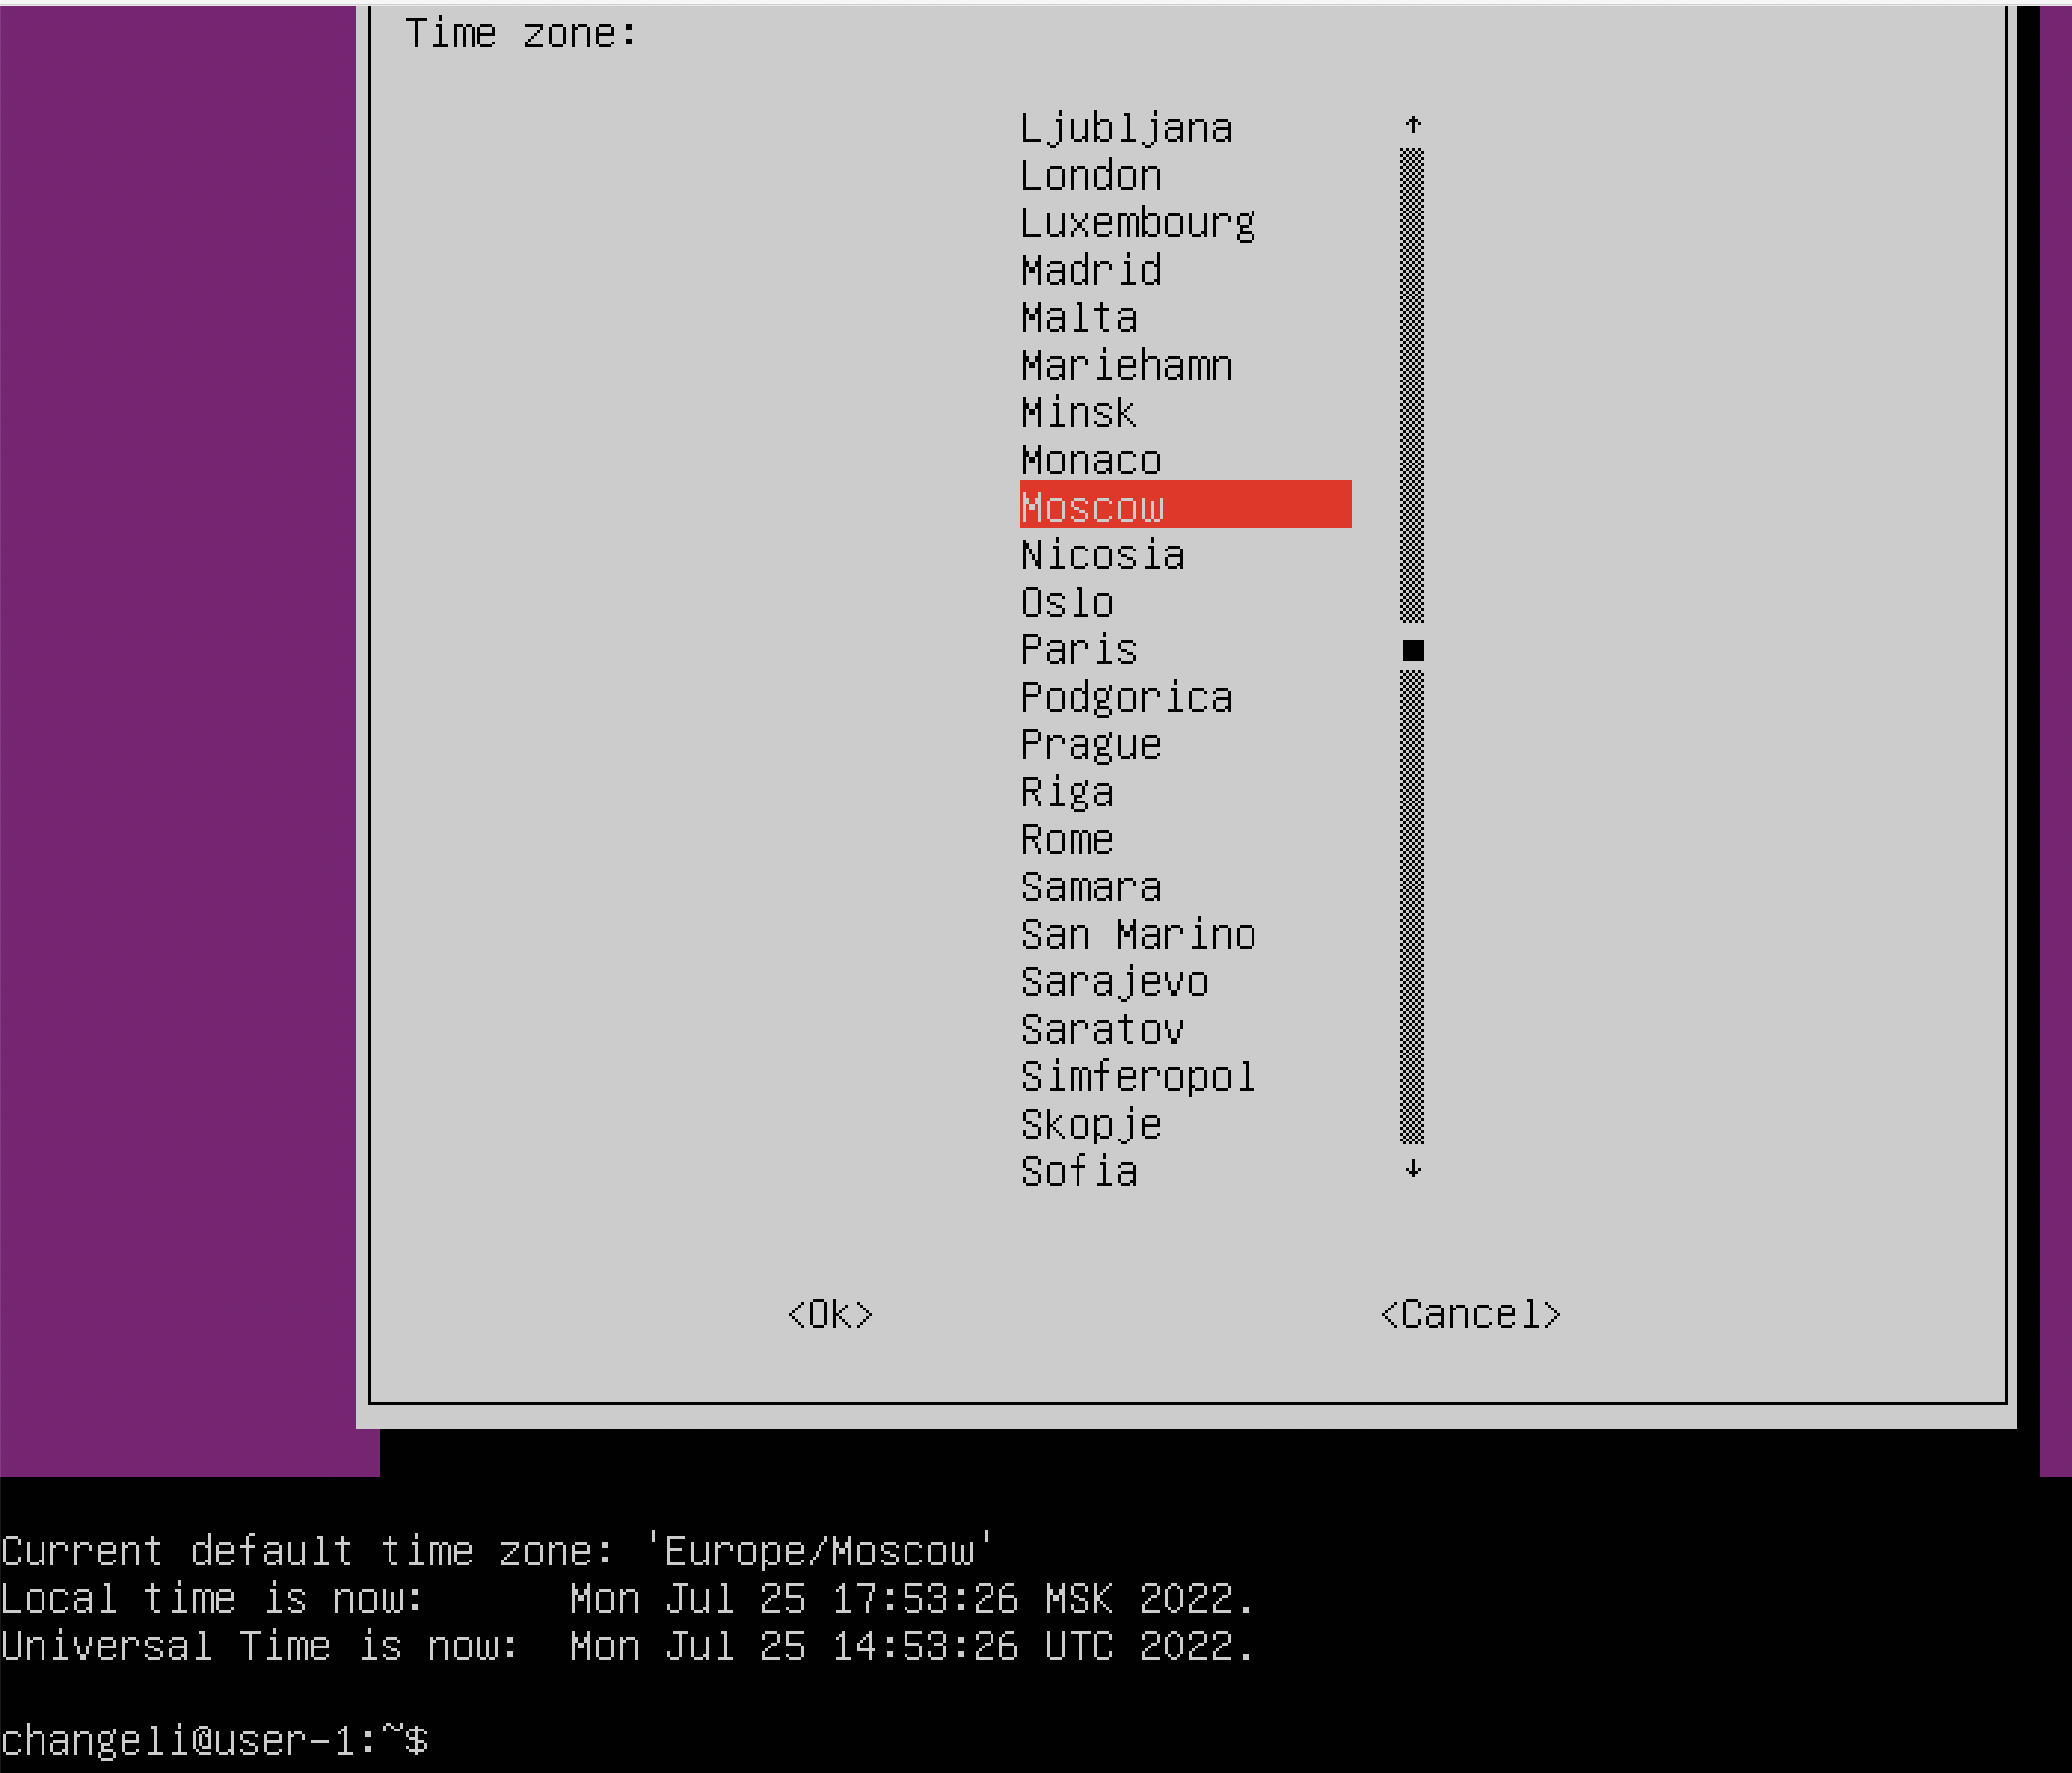 Time zone:
Ljubljana
London
Luxembourg
Madrid
Malta
Mariehamn
Minsk
Monaco
Moscow
Nicosia
Oslo
Paris
Podgorica
Prague
Riga
Rome
Samara
San Marino
Sarajevo
Saratov
Simferopol
Skopje
Sofia
<Ok> <Cancel>
Current default time zone: 'Europe/Moscow'
Local time is now:      Mon Jul 25 17:53:26 MSK 2022.
Universal Time is now:  Mon Jul 25 14:53:26 UTC 2022.
changeli@user-1:~$